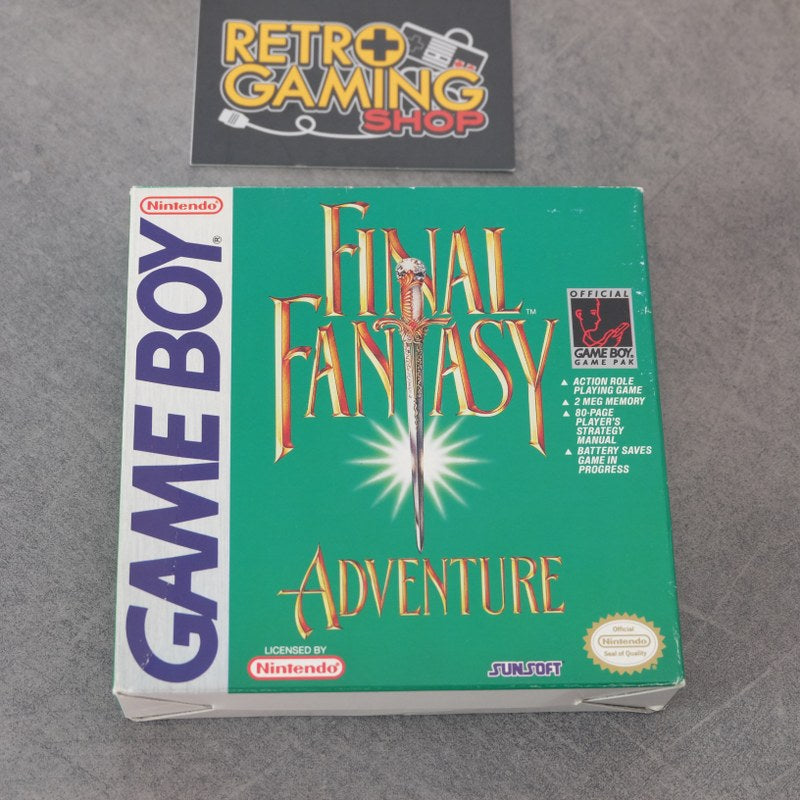 RETRO
GAMING
SHOP
Nintendo®
GAME BOY®
FINAL
FANTASY™
ADVENTURE
OFFICIAL
GAME BOY
GAME PAK
▲ ACTION ROLE
PLAYING GAME
▲ 2 MEG MEMORY
▲ 80-PAGE
PLAYER'S
STRATEGY
MANUAL
▲ BATTERY SAVES
GAME IN
PROGRESS
LICENSED BY
Nintendo®
SUNSOFT
Official
Nintendo
Seal of Quality